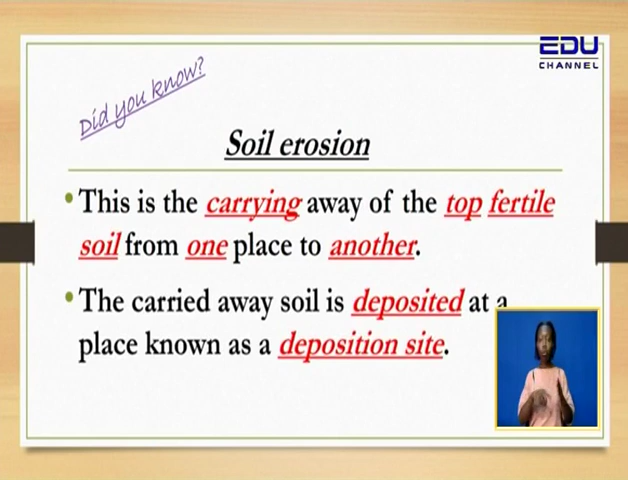 EDU
CHANNEL
Did you know?
Soil erosion
•This is the carrying away of the top fertile
soil from one place to another.
•The carried away soil is deposited at a
place known as a deposition site.